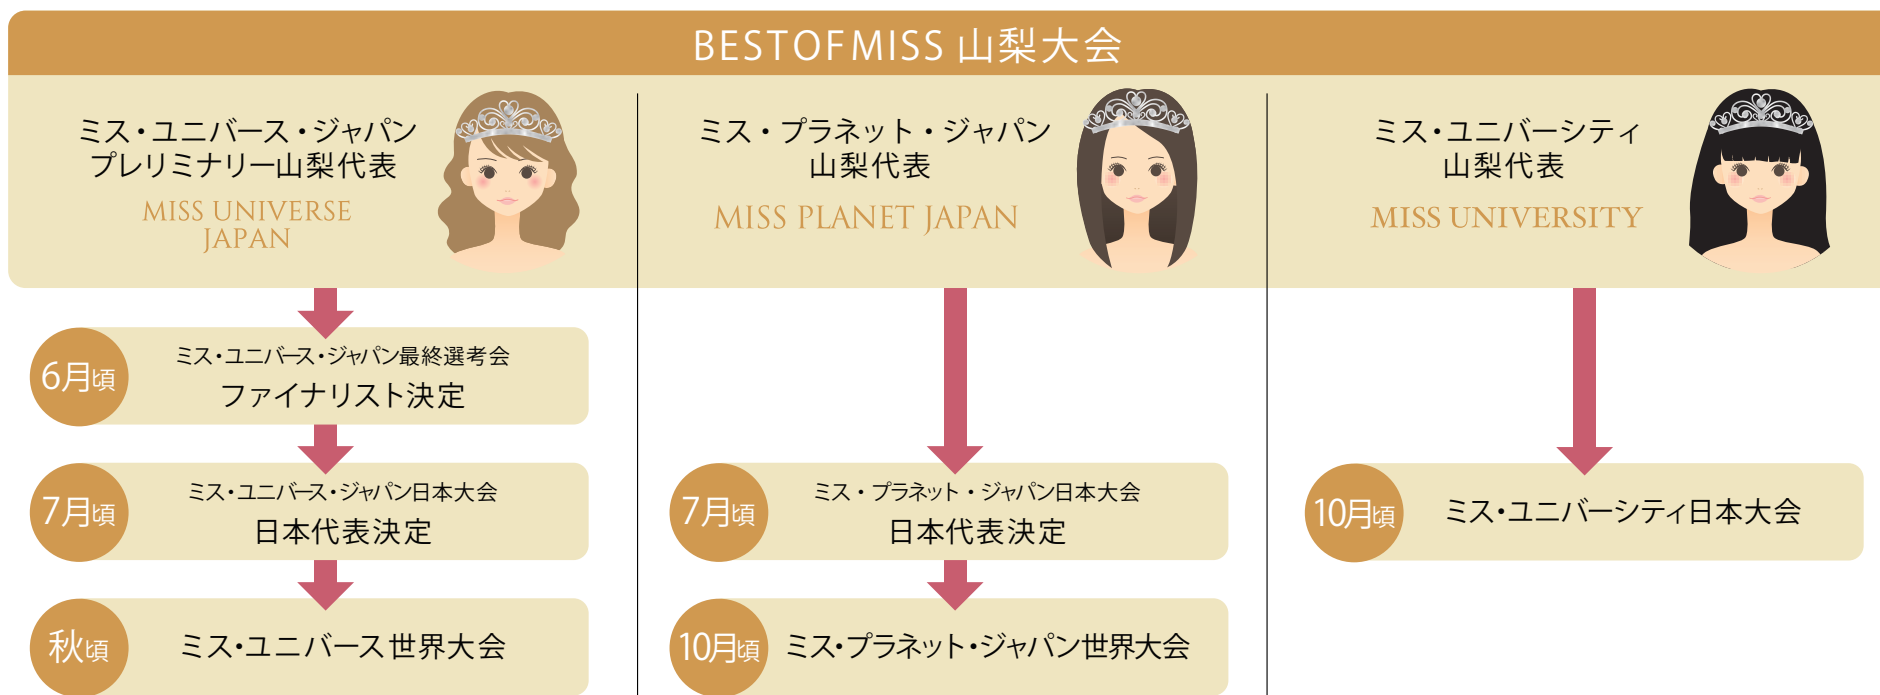 BESTOFMISS 山梨大会
ミス・ユニバース・ジャパン
プレリミナリー山梨代表
MISS UNIVERSE
JAPAN
6月頃
ミス・ユニバース・ジャパン最終選考会
ファイナリスト決定
7月頃
ミス・ユニバース・ジャパン日本大会
日本代表決定
秋頃
ミス・ユニバース世界大会
ミス・プラネット・ジャパン
山梨代表
MISS PLANET JAPAN
7月頃
ミス・プラネット・ジャパン日本大会
日本代表決定
10月頃
ミス・プラネット・ジャパン世界大会
ミス・ユニバーシティ
山梨代表
MISS UNIVERSITY
10月頃
ミス・ユニバーシティ日本大会